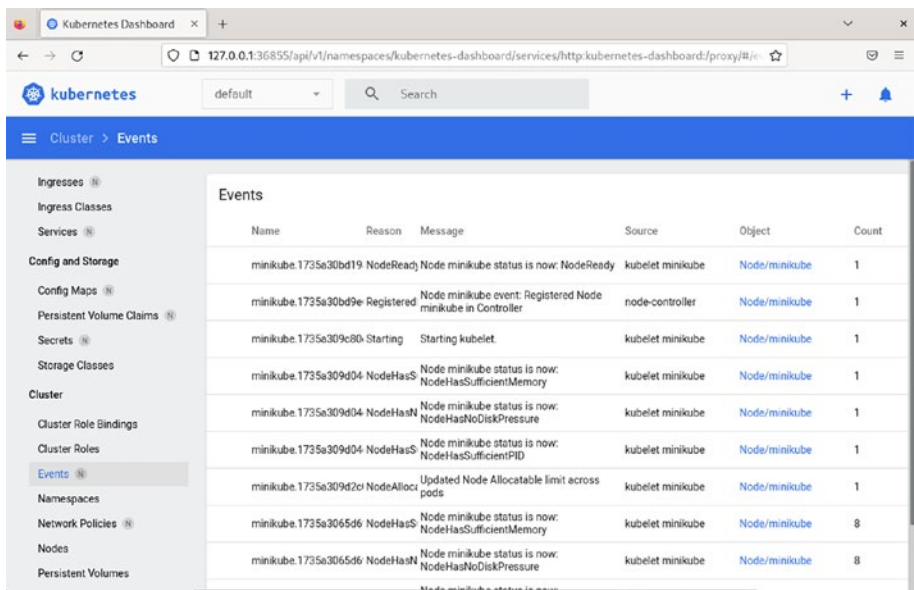 Kubernetes Dashboard
127.0.0.1:36855/api/v1/namespaces/kubernetes-dashboard/services/http:kubernetes-dashboard:/proxy/#/
kubernetes
default
Search
Cluster > Events
Ingresses N
Ingress Classes
Services N
Config and Storage
Config Maps N
Persistent Volume Claims N
Secrets N
Storage Classes
Cluster
Cluster Role Bindings
Cluster Roles
Events N
Namespaces
Network Policies N
Nodes
Persistent Volumes
Events
Name Reason Message Source Object Count
minikube.1735a30bd19 NodeReady Node minikube status is now: NodeReady kubelet minikube Node/minikube 1
minikube.1735a30bd9e Registered Node minikube event: Registered Node minikube in Controller node-controller Node/minikube 1
minikube.1735a309c80 Starting Starting kubelet. kubelet minikube Node/minikube 1
minikube.1735a309d04 NodeHasS Node minikube status is now: NodeHasSufficientMemory kubelet minikube Node/minikube 1
minikube.1735a309d04 NodeHasN Node minikube status is now: NodeHasNoDiskPressure kubelet minikube Node/minikube 1
minikube.1735a309d04 NodeHasS Node minikube status is now: NodeHasSufficientPID kubelet minikube Node/minikube 1
minikube.1735a309d2c NodeAlloca Updated Node Allocatable limit across pods kubelet minikube Node/minikube 1
minikube.1735a3065d6 NodeHasS Node minikube status is now: NodeHasSufficientMemory kubelet minikube Node/minikube 8
minikube.1735a3065d6 NodeHasN Node minikube status is now: NodeHasNoDiskPressure kubelet minikube Node/minikube 8